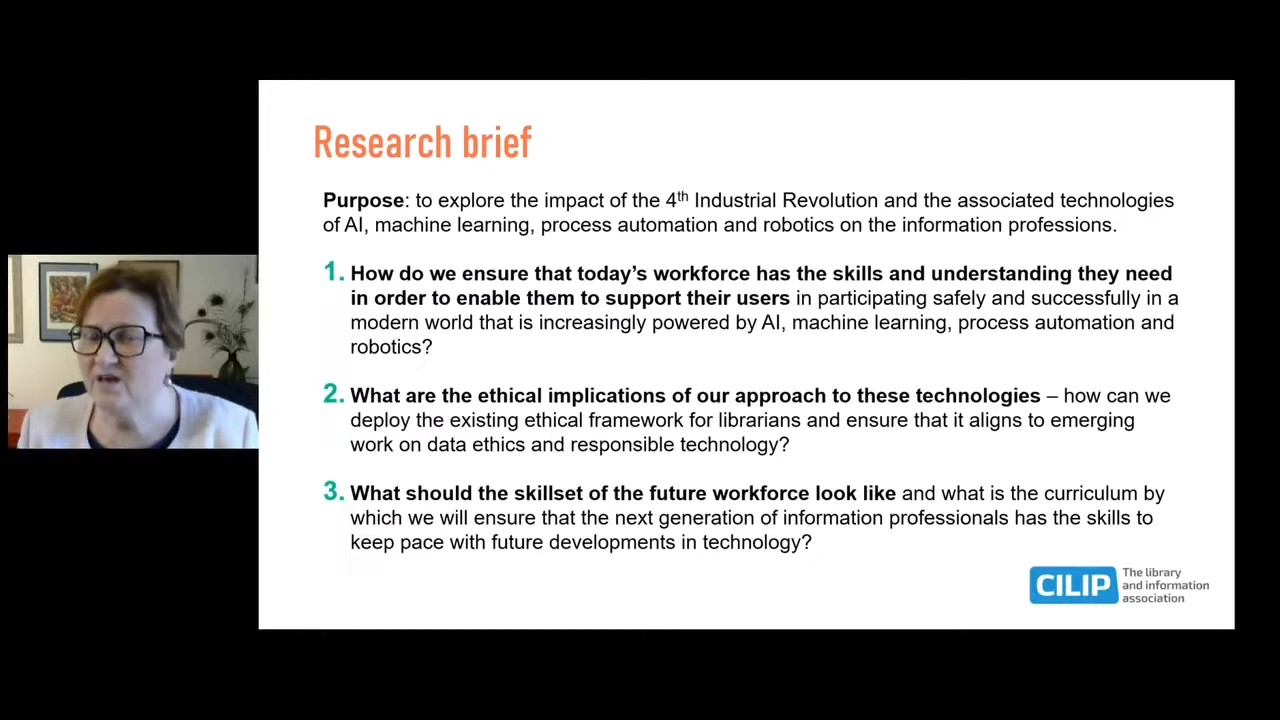 Research brief
Purpose: to explore the impact of the 4th Industrial Revolution and the associated technologies
of AI, machine learning, process automation and robotics on the information professions.
1. How do we ensure that today’s workforce has the skills and understanding they need
in order to enable them to support their users in participating safely and successfully in a
modern world that is increasingly powered by AI, machine learning, process automation and
robotics?
2. What are the ethical implications of our approach to these technologies – how can we
deploy the existing ethical framework for librarians and ensure that it aligns to emerging
work on data ethics and responsible technology?
3. What should the skillset of the future workforce look like and what is the curriculum by
which we will ensure that the next generation of information professionals has the skills to
keep pace with future developments in technology?
CILIP
The library
and information
association